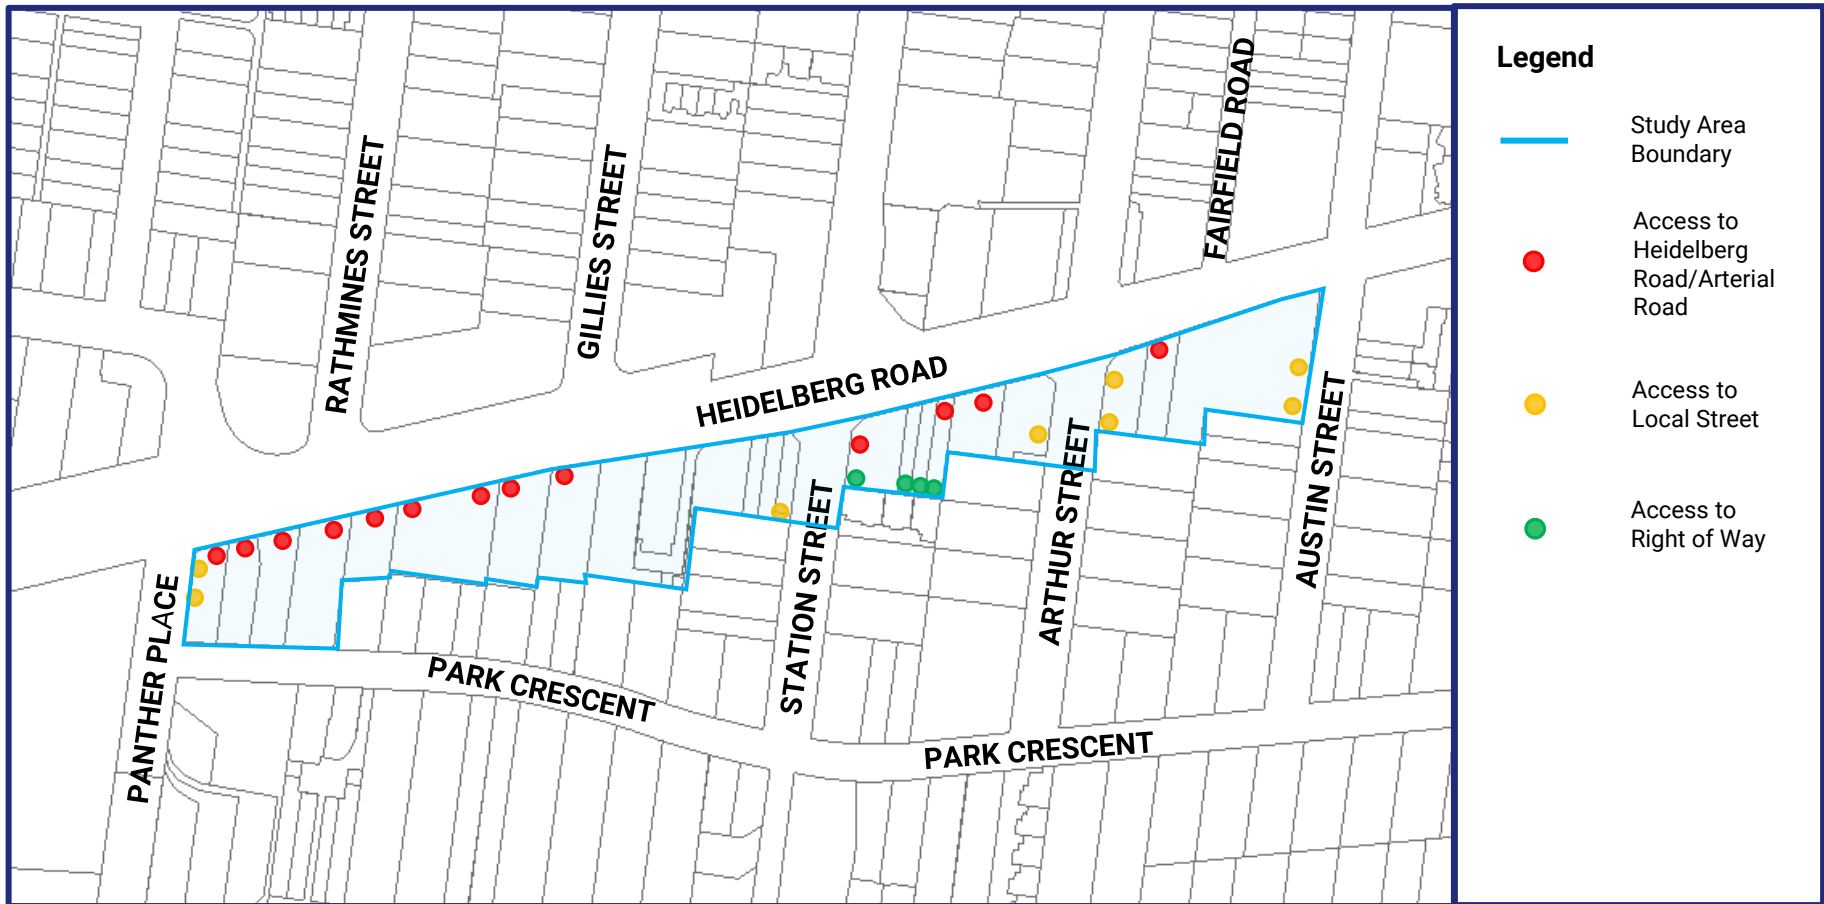 RATHMINES STREET
GILLIES STREET
FAIRFIELD ROAD
HEIDELBERG ROAD
PANTHER PLACE
STATION STREET
ARTHUR STREET
AUSTIN STREET
PARK CRESCENT
PARK CRESCENT
Legend
Study Area
Boundary
Access to
Heidelberg
Road/Arterial
Road
Access to
Local Street
Access to
Right of Way